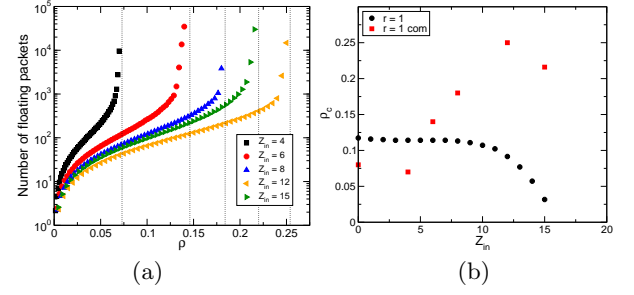 Number of floating packets
10^5
10^4
10^3
10^2
10^1
10^0
0 0.05 0.1 0.15 0.2 0.25
ρ
Z_in = 4
Z_in = 6
Z_in = 8
Z_in = 12
Z_in = 15
(a)
ρ_c
0.25
0.2
0.15
0.1
0.05
0
0 5 10 15 20
Z_in
r = 1
r = 1 com
(b)